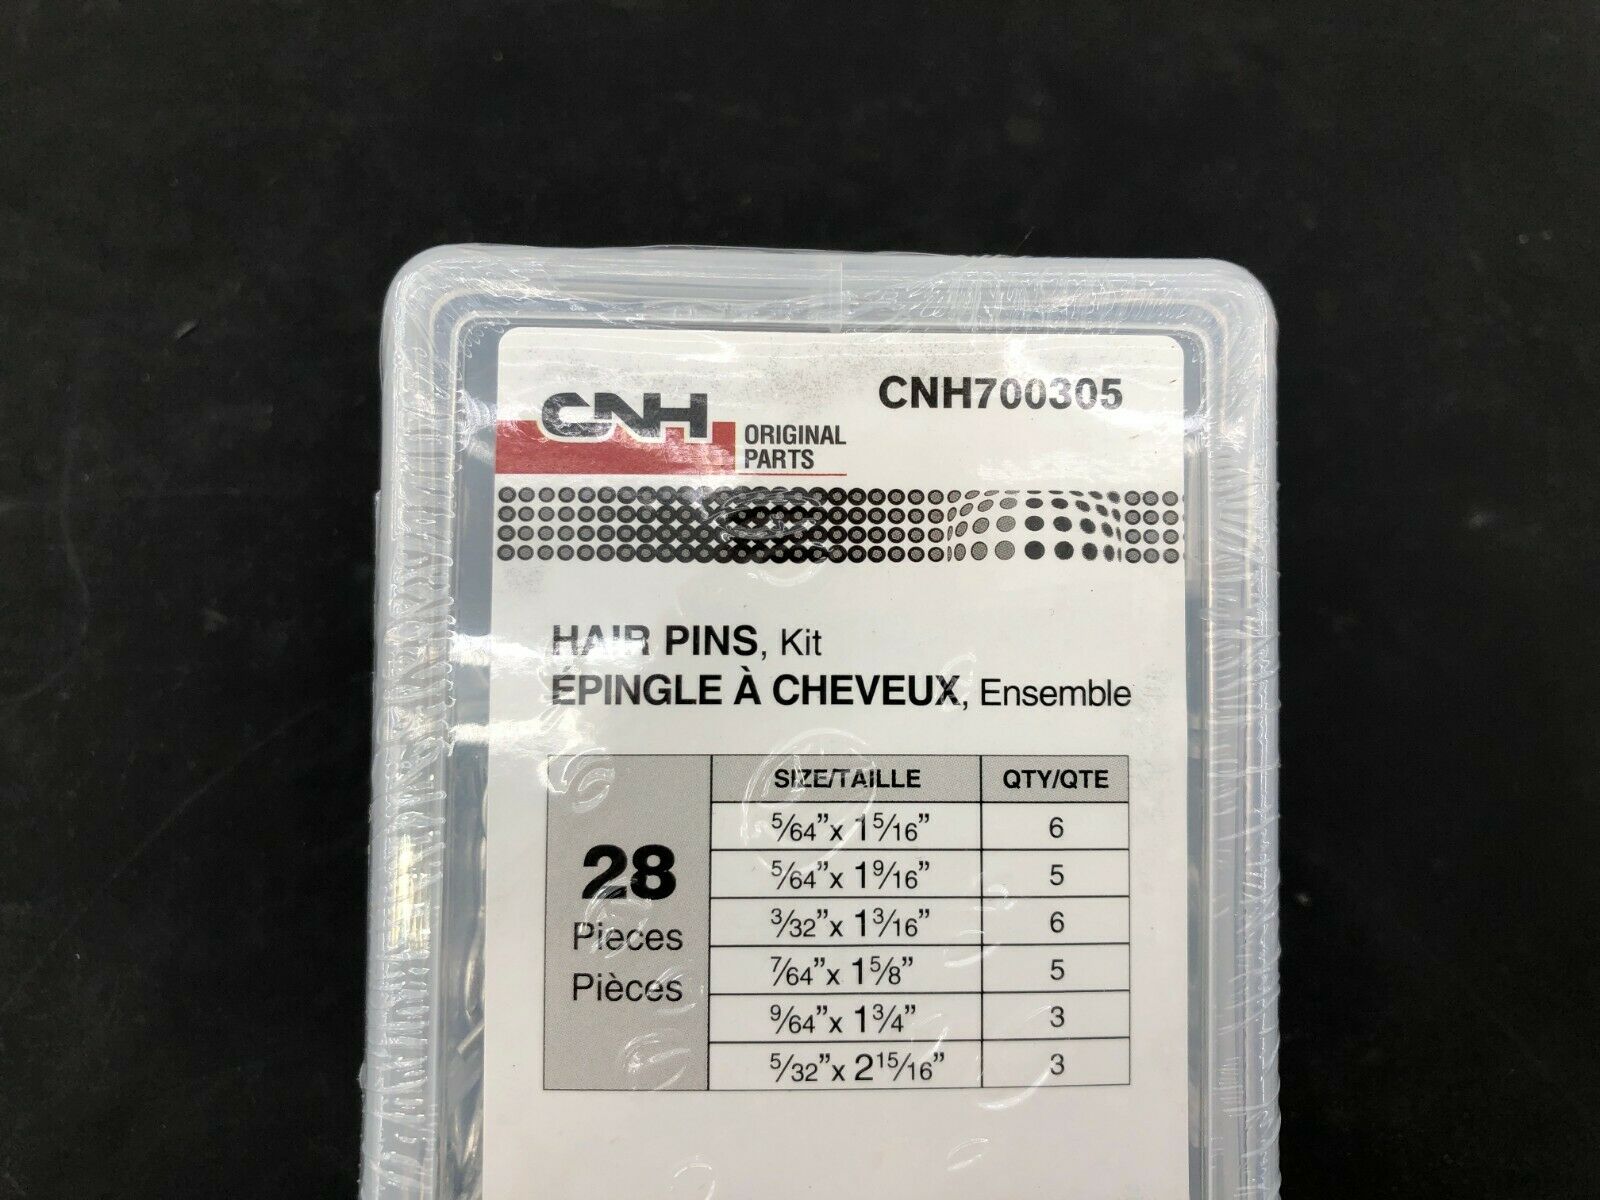 CNH
ORIGINAL
PARTS
CNH700305
HAIR PINS, Kit
ÉPINGLE À CHEVEUX, Ensemble
28
Pieces
Pièces
SIZE/TAILLE QTY/QTE
5/64” x 1 5/16” 6
5/64” x 1 9/16” 5
3/32” x 1 3/16” 6
7/64” x 1 5/8” 5
9/64” x 1 3/4” 3
5/32” x 2 15/16” 3